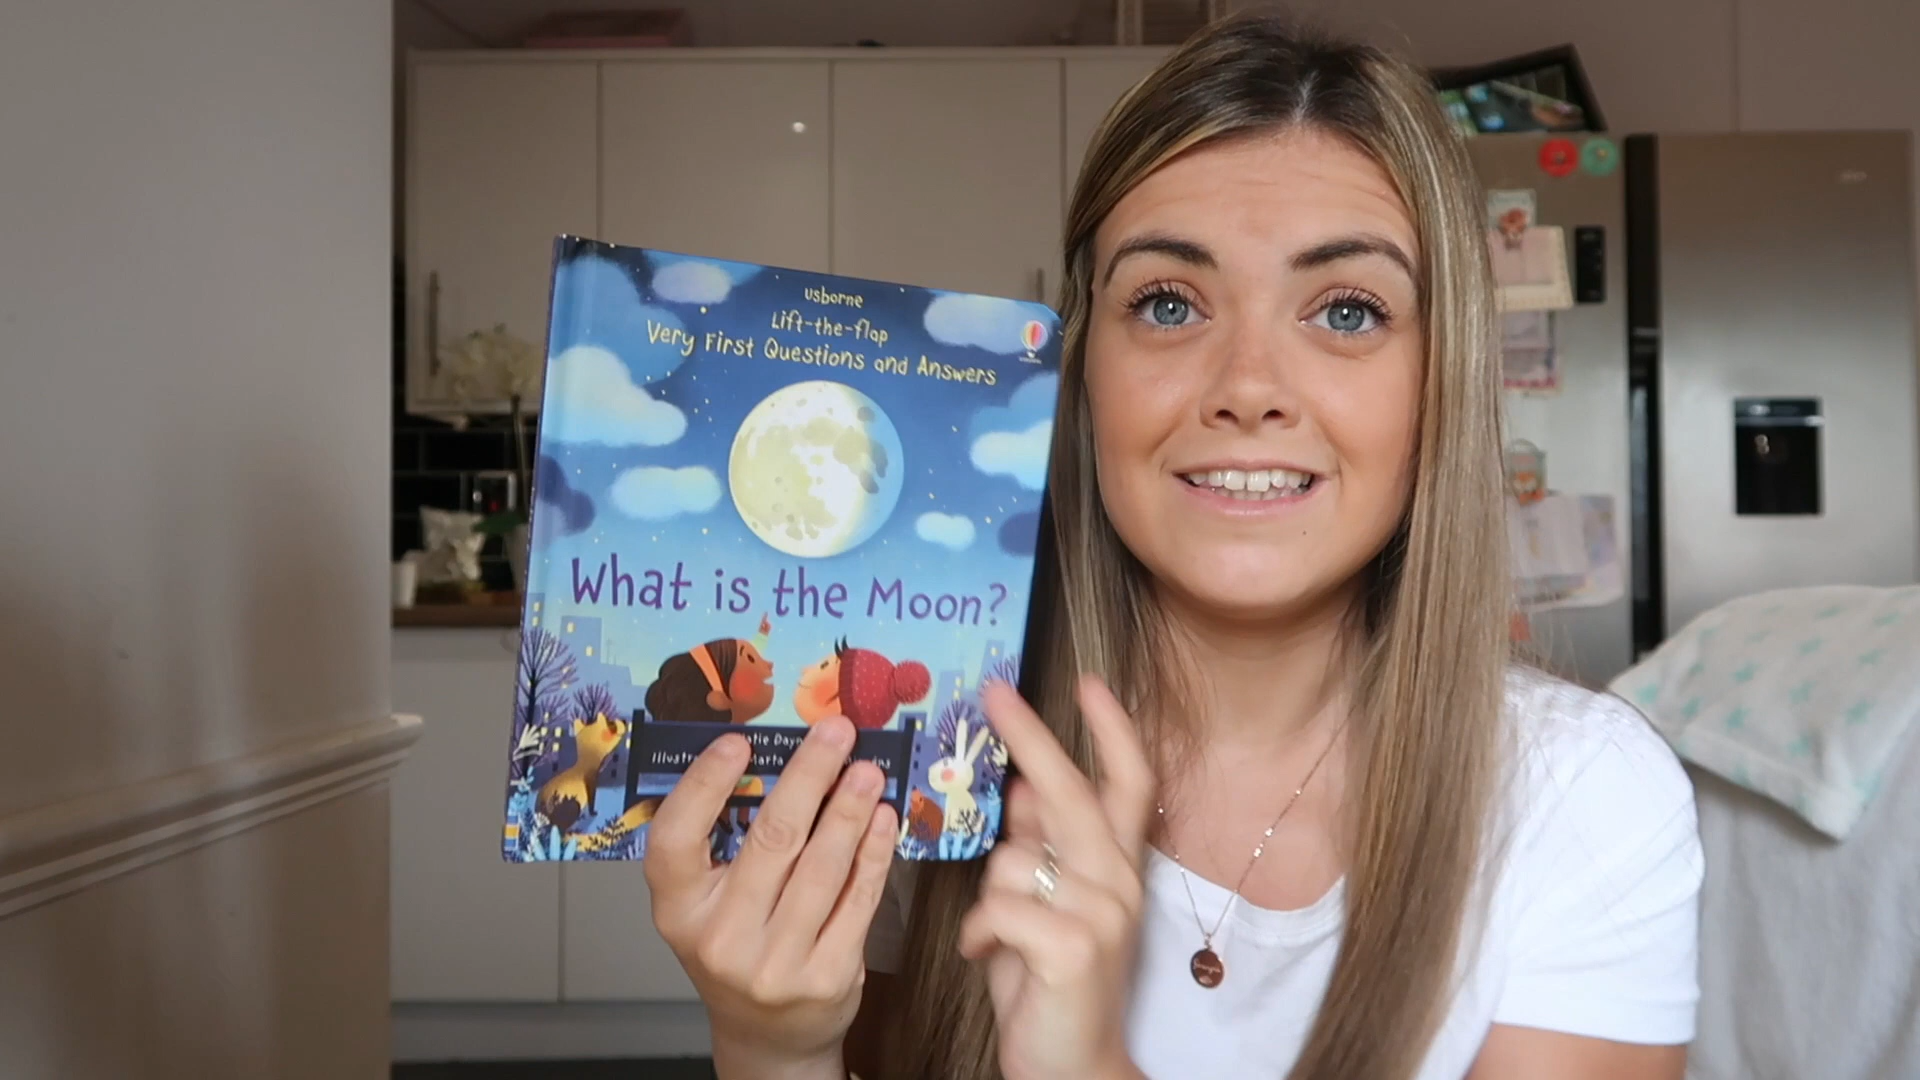 usborne
Lift-the-flap
Very First Questions and Answers
What is the Moon?